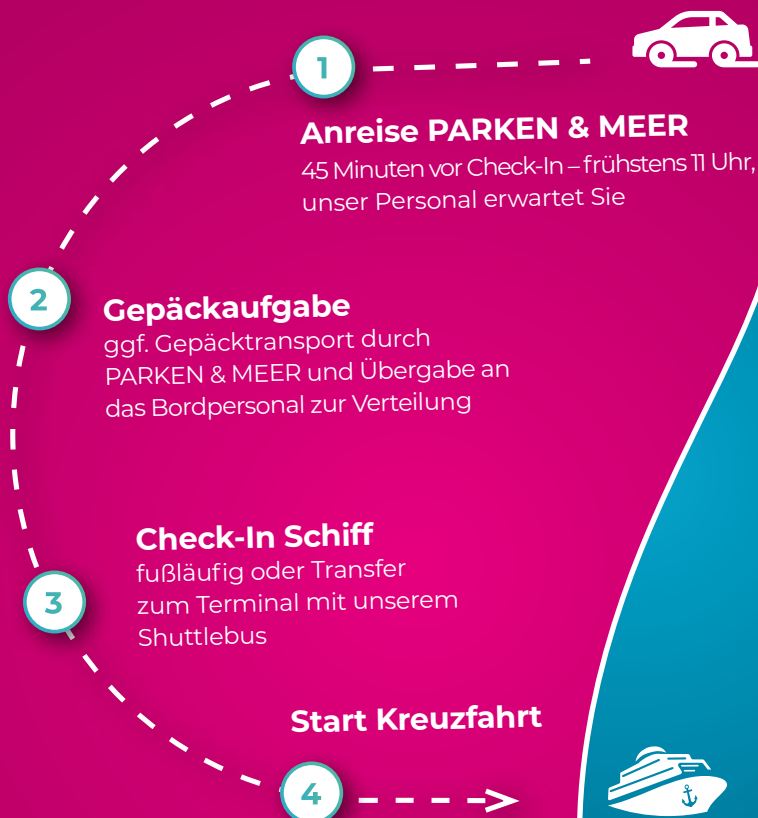 1
Anreise PARKEN & MEER
45 Minuten vor Check-In – frühstens 11 Uhr,
unser Personal erwartet Sie
2
Gepäckaufgabe
ggf. Gepäcktransport durch
PARKEN & MEER und Übergabe an
das Bordpersonal zur Verteilung
3
Check-In Schiff
fußläufig oder Transfer
zum Terminal mit unserem
Shuttlebus
Start Kreuzfahrt
4